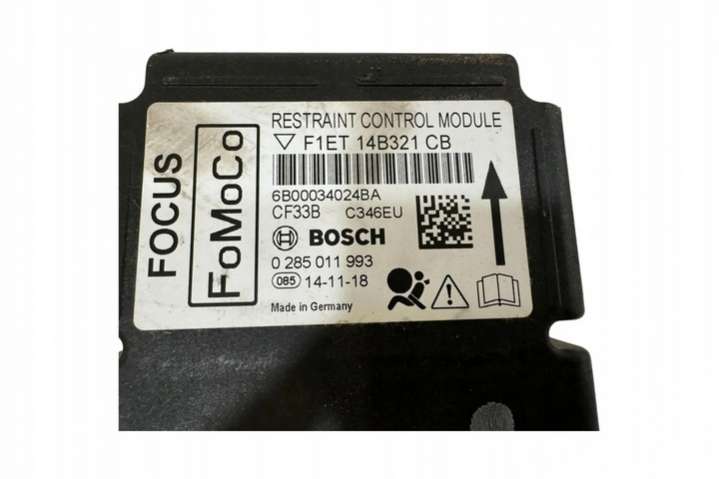 FOCUS
FoMoCo
RESTRAINT CONTROL MODULE
F1ET 14B321 CB
6B00034024BA
CF33B C346EU
BOSCH
0 285 011 993
085 14-11-18
Made in Germany